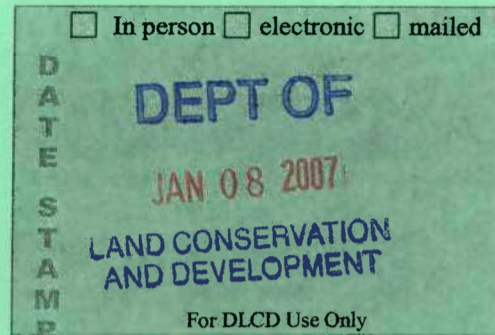 ☐ In person ☐ electronic ☐ mailed
DATE STAMP
DEPT OF
JAN 08 2007
LAND CONSERVATION
AND DEVELOPMENT
For DLCD Use Only